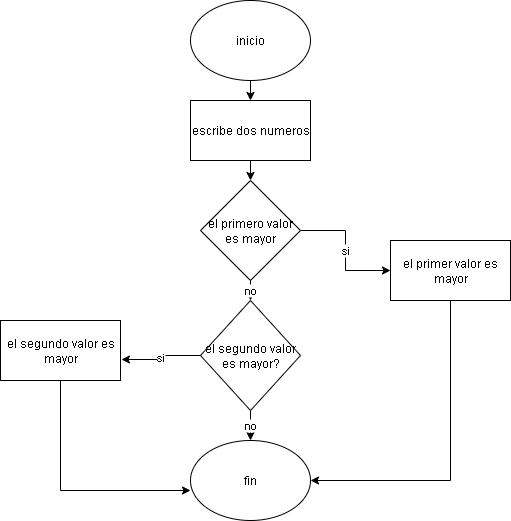 inicio
escribe dos numeros
el primero valor
es mayor
si
el primer valor es
mayor
no
el segundo valor es
mayor
si
el segundo valor
es mayor?
no
fin